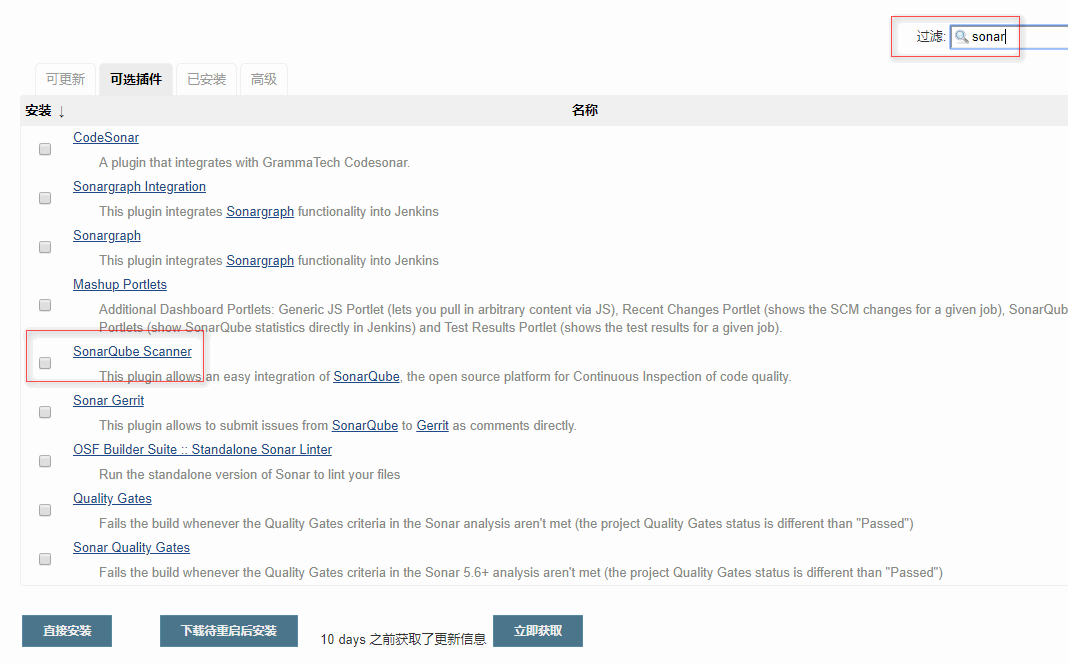 过滤: sonar
可更新 可选插件 已安装 高级
安装 ↓ 名称
CodeSonar
A plugin that integrates with GrammaTech Codesonar.
Sonargraph Integration
This plugin integrates Sonargraph functionality into Jenkins
Sonargraph
This plugin integrates Sonargraph functionality into Jenkins
Mashup Portlets
Additional Dashboard Portlets: Generic JS Portlet (lets you pull in arbitrary content via JS), Recent Changes Portlet (shows the SCM changes for a given job), SonarQub
Portlets (show SonarQube statistics directly in Jenkins) and Test Results Portlet (shows the test results for a given job).
SonarQube Scanner
This plugin allows an easy integration of SonarQube, the open source platform for Continuous Inspection of code quality.
Sonar Gerrit
This plugin allows to submit issues from SonarQube to Gerrit as comments directly.
OSF Builder Suite :: Standalone Sonar Linter
Run the standalone version of Sonar to lint your files
Quality Gates
Fails the build whenever the Quality Gates criteria in the Sonar analysis aren't met (the project Quality Gates status is different than "Passed")
Sonar Quality Gates
Fails the build whenever the Quality Gates criteria in the Sonar 5.6+ analysis aren't met (the project Quality Gates status is different than "Passed")
直接安装 下载待重启后安装 10 days 之前获取了更新信息 立即获取